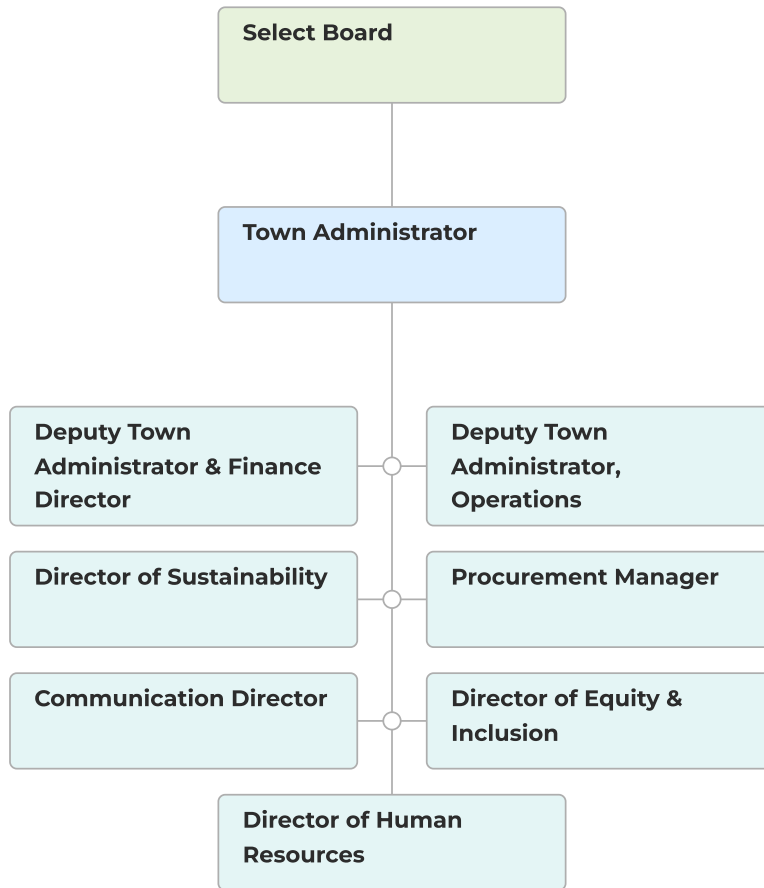 Select Board
Town Administrator
Deputy Town
Administrator & Finance
Director
Deputy Town
Administrator,
Operations
Director of Sustainability
Procurement Manager
Communication Director
Director of Equity &
Inclusion
Director of Human
Resources